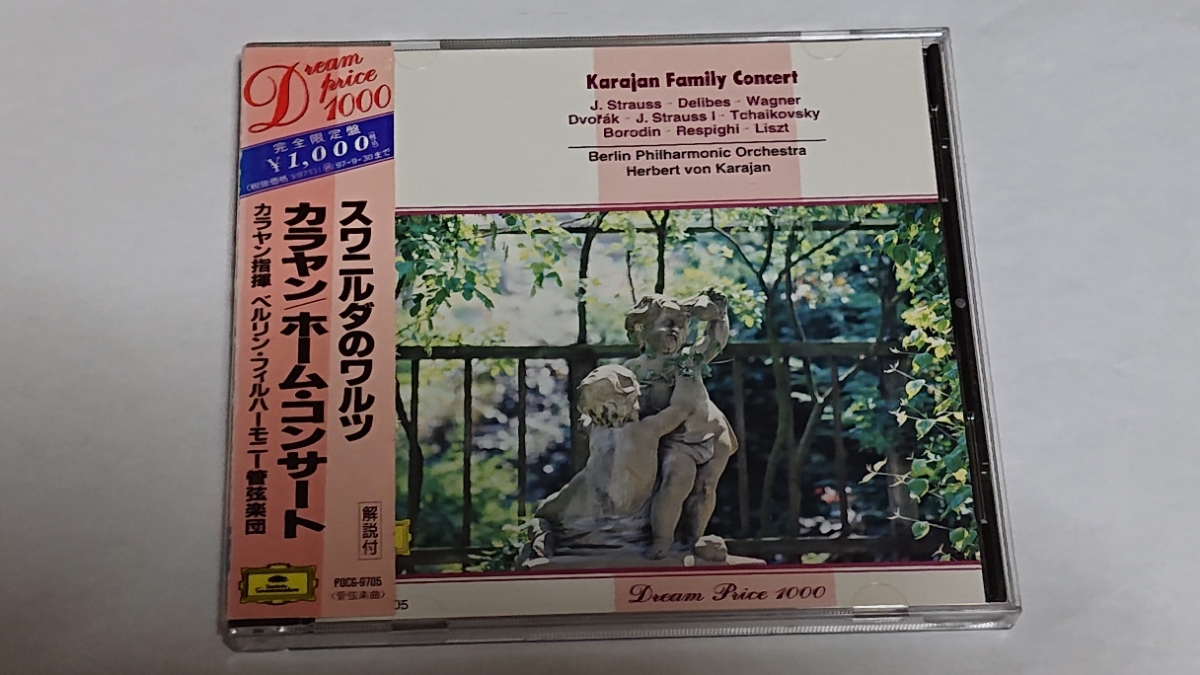 Dream
price
1000
完全限定盤
¥1,000
スワニルダのワルツ
カラヤン/ホーム・コンサート
カラヤン指揮 ベルリン・フィルハーモニー管弦楽団
解説付
POCG-9705
〈管弦楽曲〉
Karajan Family Concert
J. Strauss - Delibes - Wagner
Dvořák - J. Strauss I - Tchaikovsky
Borodin - Respighi - Liszt
Berlin Philharmonic Orchestra
Herbert von Karajan
Dream Price 1000
05